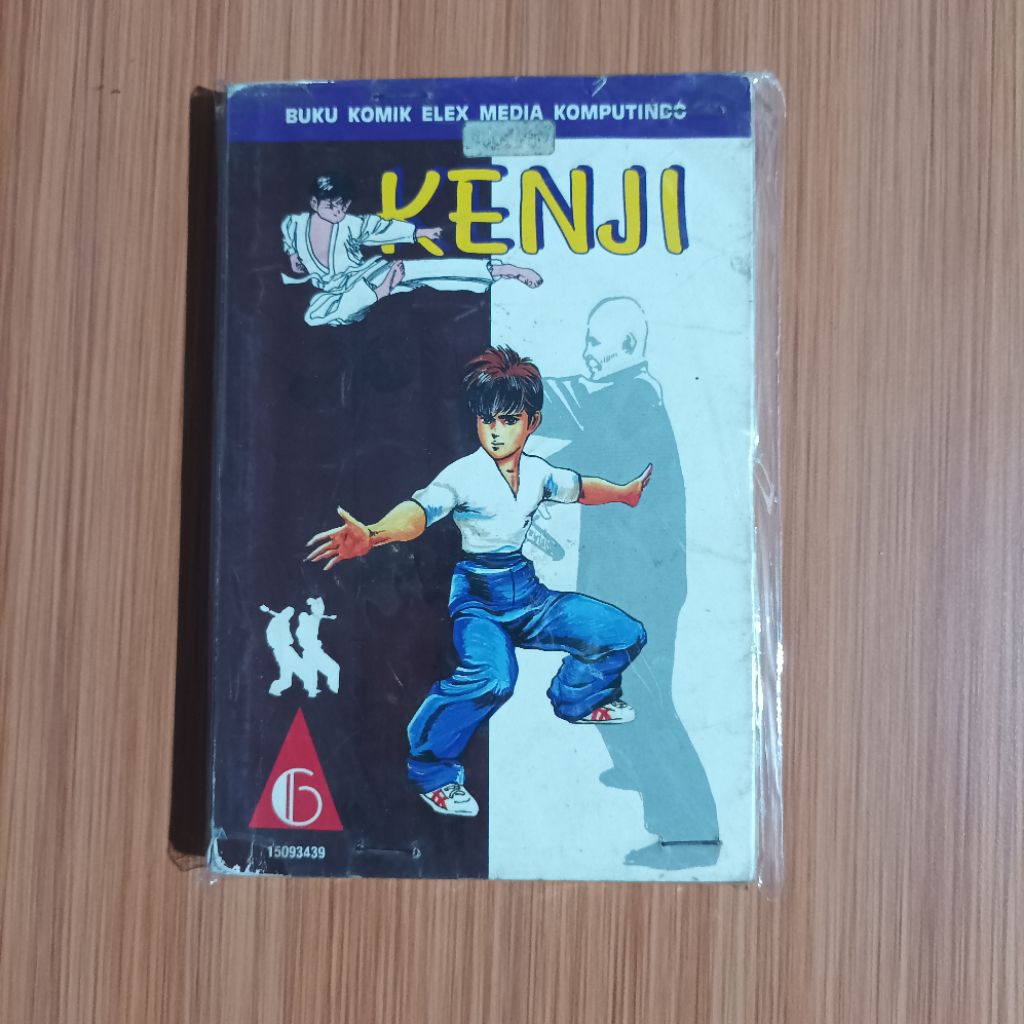 BUKU KOMIK ELEX MEDIA KOMPUTINDO
KENJI
6
15093439